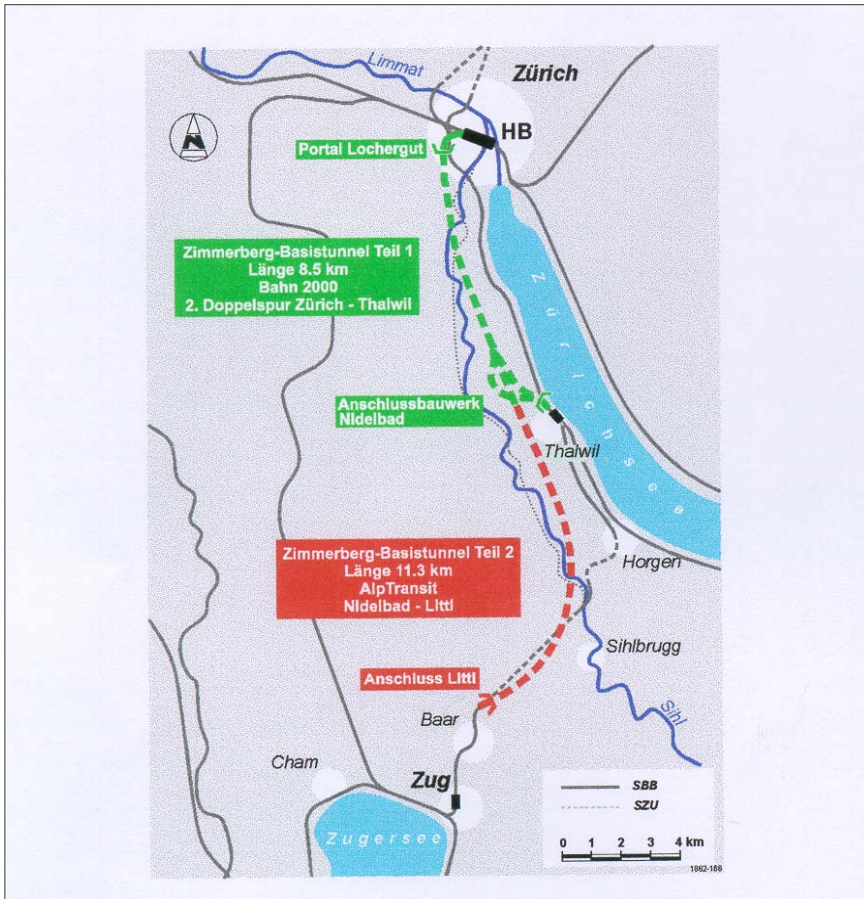 Limmat
Zürich
HB
N
Portal Lochergut
Zimmerberg-Basistunnel Teil 1
Länge 8.5 km
Bahn 2000
2. Doppelspur Zürich - Thalwil
Zürichsee
Anschlussbauwerk
Nidelbad
Thalwil
Zimmerberg-Basistunnel Teil 2
Länge 11.3 km
AlpTransit
Nidelbad - Littl
Horgen
Sihlbrugg
Anschluss Littl
Sihl
Baar
Cham
Zug
Zugersee
SBB
SZU
0 1 2 3 4 km
1862-186